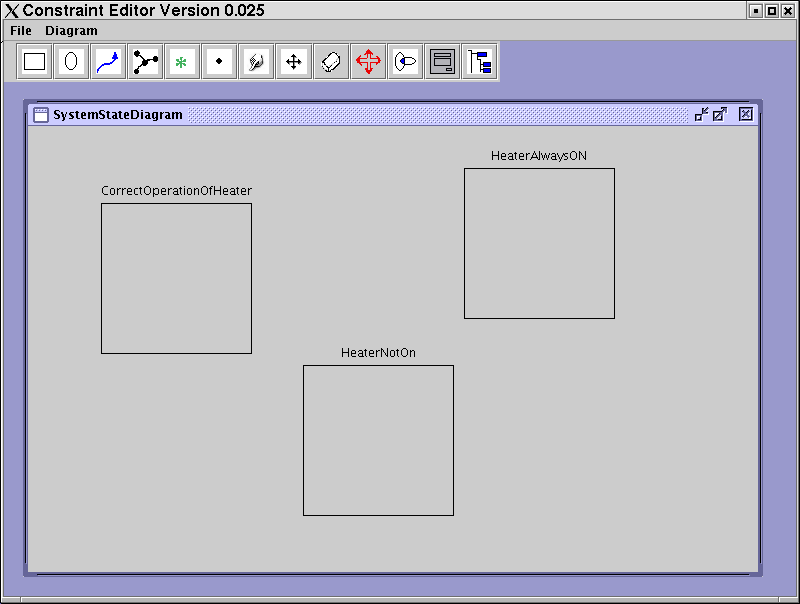 Constraint Editor Version 0.025
File Diagram
SystemStateDiagram
HeaterAlwaysON
CorrectOperationOfHeater
HeaterNotOn